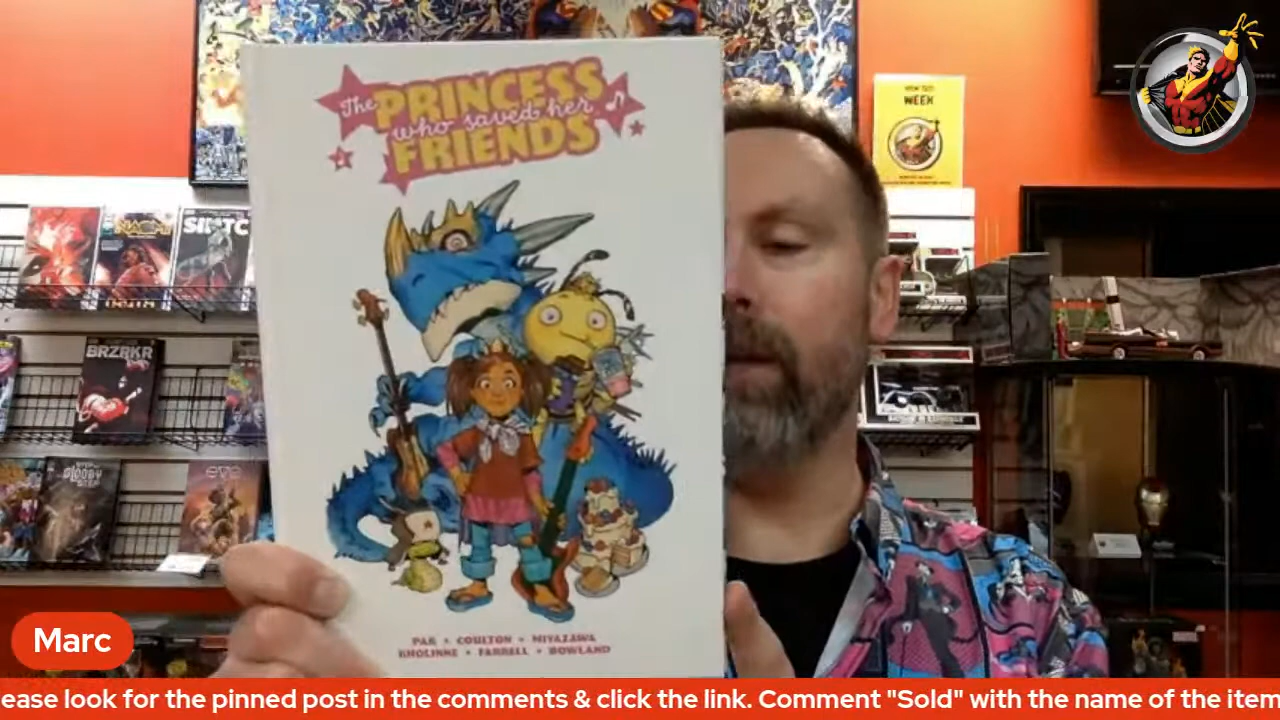 The PRINCESS
who saved her
FRIENDS
PAK • COULTON • MIYAZAWA
KHOLINNE • FARRELL • BOWLAND
WEEK
BRZRKR
Marc
ease look for the pinned post in the comments & click the link. Comment "Sold" with the name of the item